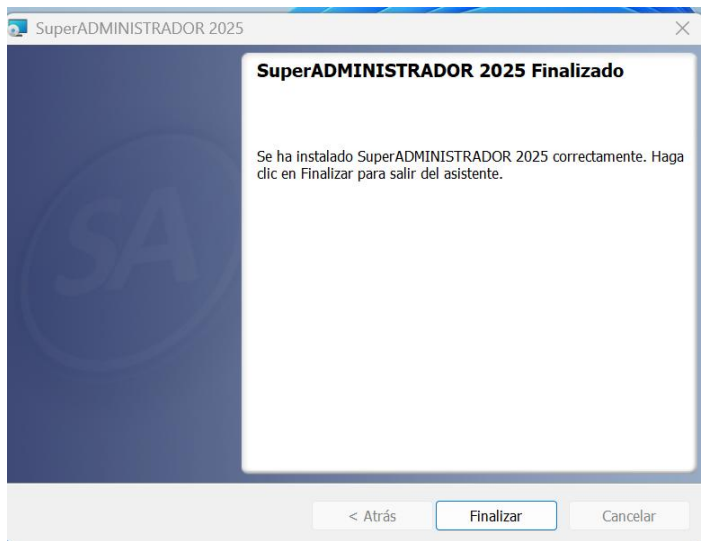 SuperADMINISTRADOR 2025
SuperADMINISTRADOR 2025 Finalizado
Se ha instalado SuperADMINISTRADOR 2025 correctamente. Haga
clic en Finalizar para salir del asistente.
SA
< Atrás
Finalizar
Cancelar